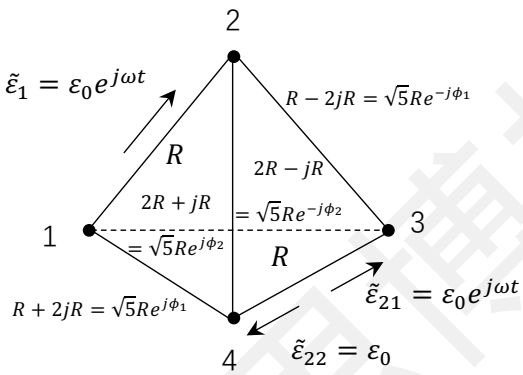 2
ε̃₁ = ε₀e^{jωt}
R − 2jR = √5Re^{−jϕ₁}
R
2R − jR
2R + jR
= √5Re^{−jϕ₂}
1
3
= √5Re^{jϕ₂}
R
R + 2jR = √5Re^{jϕ₁}
ε̃₂₁ = ε₀e^{jωt}
ε̃₂₂ = ε₀
4